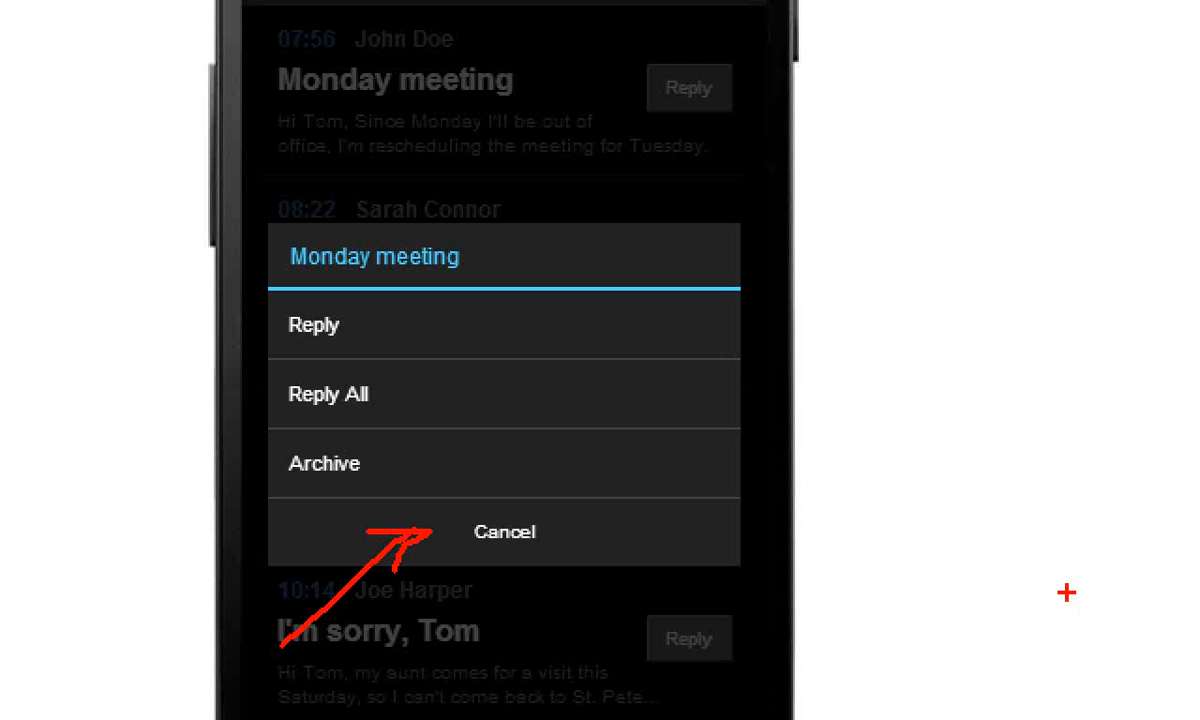 07:56 John Doe
Monday meeting
Reply
Hi Tom, Since Monday I'll be out of
office, I'm rescheduling the meeting for Tuesday.
08:22 Sarah Connor
Monday meeting
Reply
Reply All
Archive
Cancel
10:14 Joe Harper
I'm sorry, Tom
Reply
Hi Tom, my aunt comes for a visit this
Saturday, so I can't come back to St. Pete...